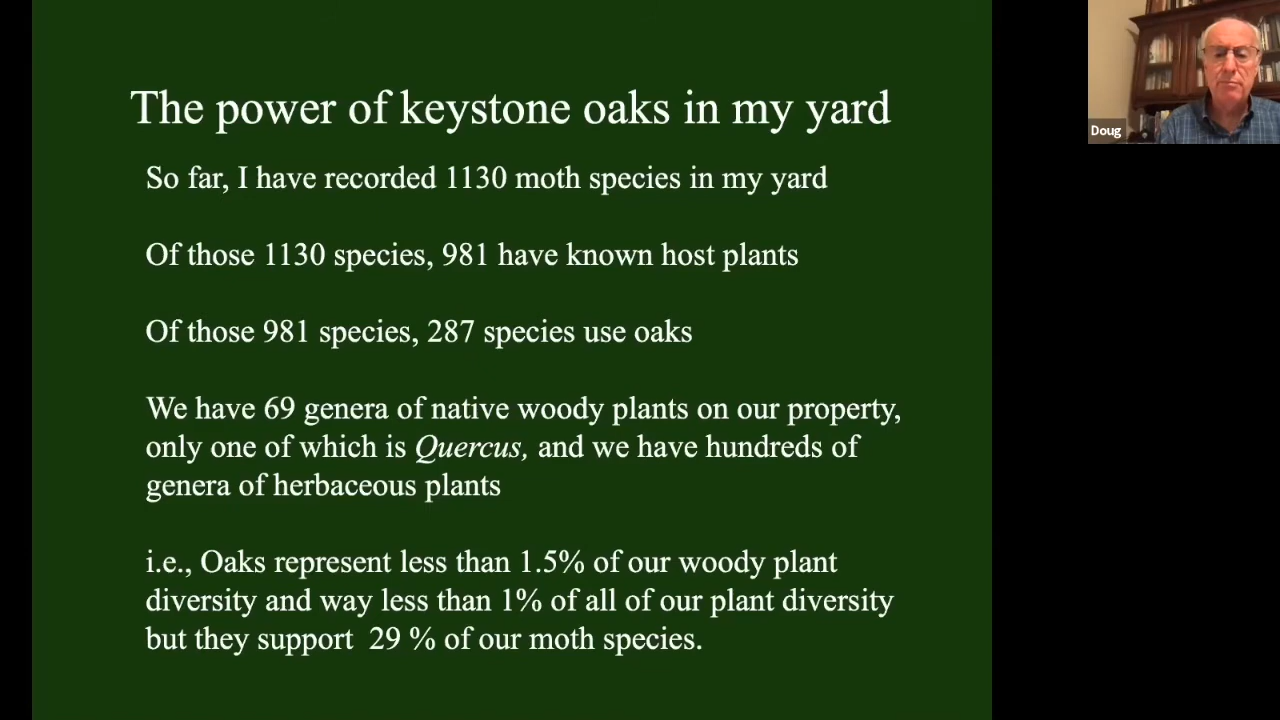 The power of keystone oaks in my yard
So far, I have recorded 1130 moth species in my yard
Of those 1130 species, 981 have known host plants
Of those 981 species, 287 species use oaks
We have 69 genera of native woody plants on our property,
only one of which is Quercus, and we have hundreds of
genera of herbaceous plants
i.e., Oaks represent less than 1.5% of our woody plant
diversity and way less than 1% of all of our plant diversity
but they support  29 % of our moth species.
Doug